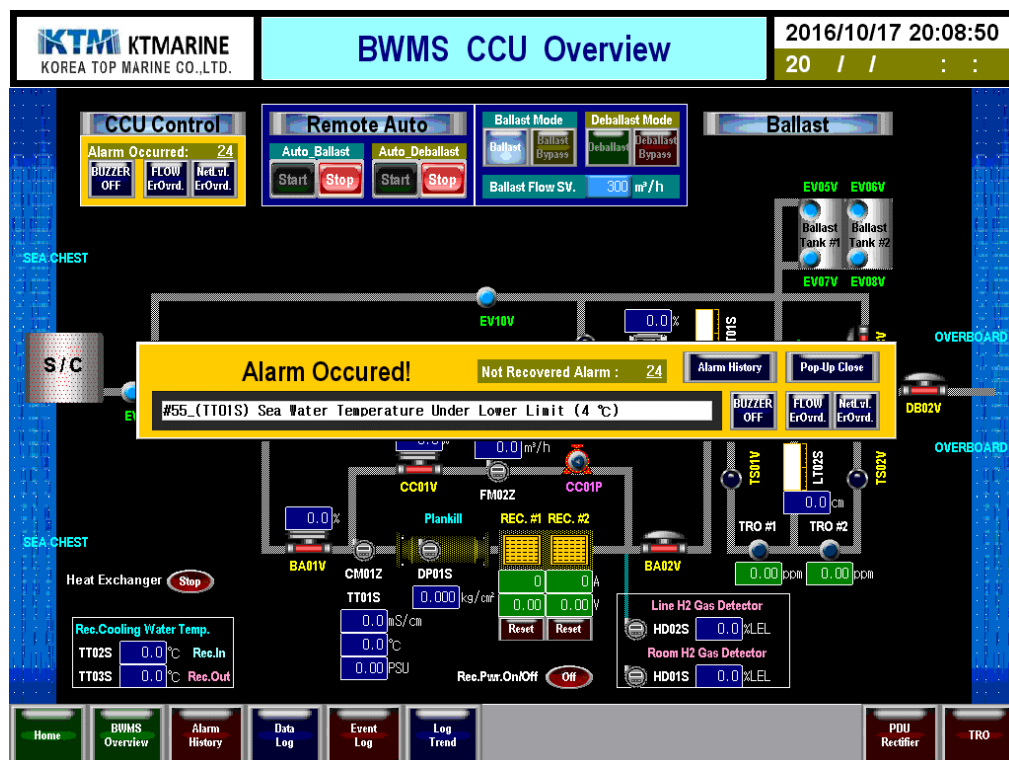 KTM KTMARINE
KOREA TOP MARINE CO.,LTD.
BWMS CCU Overview
2016/10/17 20:08:50
20 / / : :
CCU Control
Alarm Occurred: 24
BUZZER OFF
FLOW ErOvrd.
NetLvl. ErOvrd.
Remote Auto
Auto_Ballast
Start Stop
Auto_Deballast
Start Stop
Ballast Mode
Ballast
Ballast Bypass
Deballast Mode
Deballast
Deballast Bypass
Ballast Flow SV. 300 m³/h
Ballast
EV05V EV06V
Ballast Tank #1
Ballast Tank #2
EV07V EV08V
SEA CHEST
EV10V
0.0 %
OVERBOARD
S/C
Alarm Occured!
Not Recovered Alarm : 24
Alarm History
Pop-Up Close
#55_(TT01S) Sea Water Temperature Under Lower Limit (4 ℃)
BUZZER OFF
FLOW ErOvrd.
NetLvl. ErOvrd.
DB02V
OVERBOARD
0.0 m³/h
CC01V
FM02Z
CC01P
TS01V
LT02S
TS02V
0.0 cm
0.0 %
Plankill
REC. #1 REC. #2
TRO #1 TRO #2
SEA CHEST
BA01V
BA02V
CM01Z
DP01S
0.00 ppm 0.00 ppm
Heat Exchanger Stop
TT01S
0.000 kg/cm²
0 0 A
0.00 0.00 V
Reset Reset
0.0 mS/cm
0.0 ℃
0.00 PSU
Rec.Cooling Water Temp.
TT02S 0.0 ℃ Rec.In
TT03S 0.0 ℃ Rec.Out
Rec.Pwr.On/Off Off
Line H2 Gas Detector
HD02S 0.0 %LEL
Room H2 Gas Detector
HD01S 0.0 %LEL
Home
BWMS Overview
Alarm History
Data Log
Event Log
Log Trend
PDU Rectifier
TRO